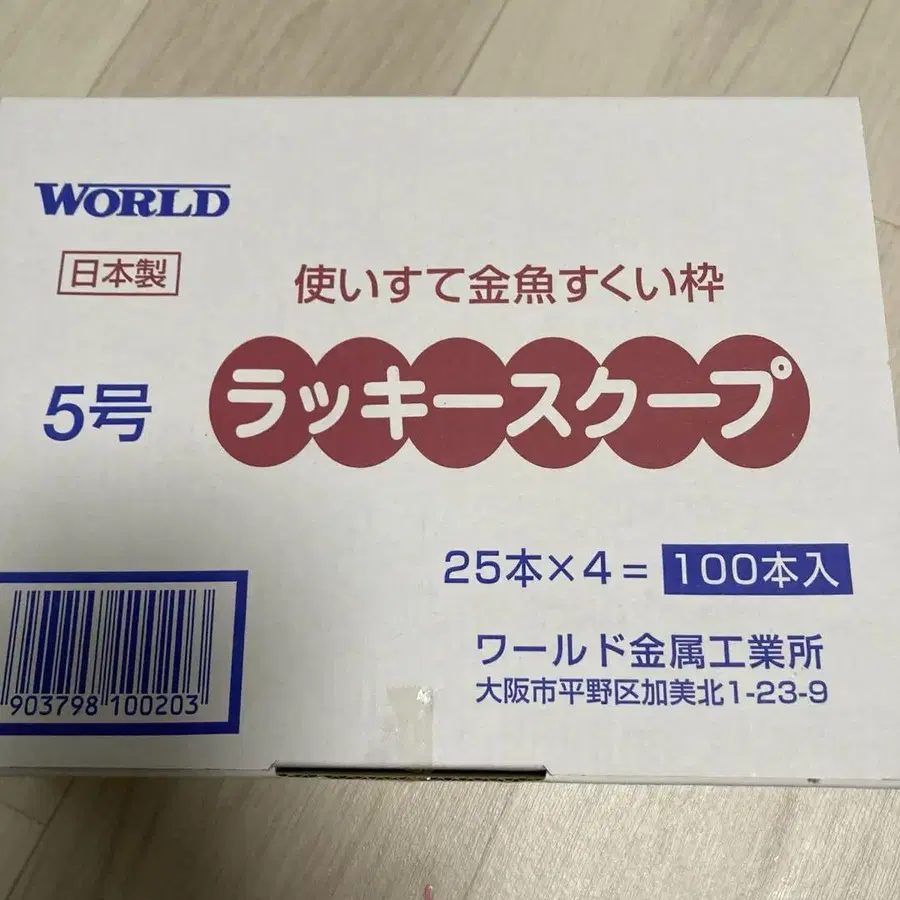 WORLD
日本製
使いすて金魚すくい枠
5号
ラッキースクープ
25本×4=100本入
ワールド金属工業所
大阪市平野区加美北1-23-9
903798 100203